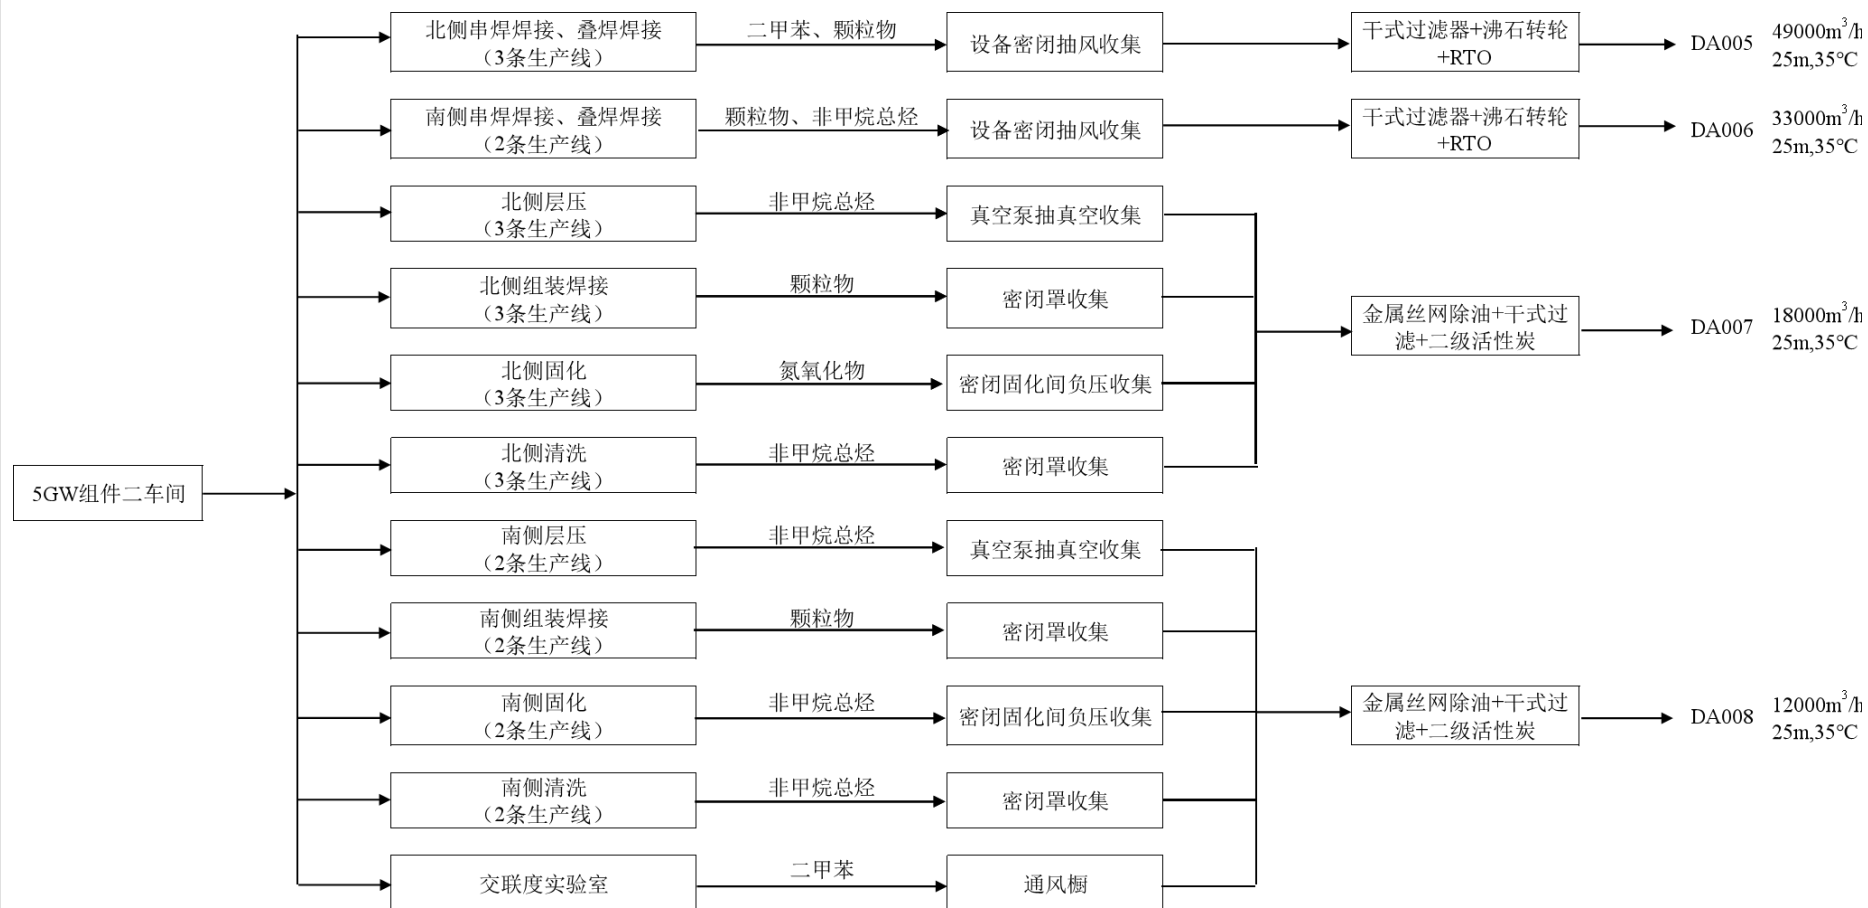 北侧串焊焊接、叠焊焊接
（3条生产线）
二甲苯、颗粒物
设备密闭抽风收集
干式过滤器+沸石转轮
+RTO
DA005
49000m³/h
25m,35℃
南侧串焊焊接、叠焊焊接
（2条生产线）
颗粒物、非甲烷总烃
设备密闭抽风收集
干式过滤器+沸石转轮
+RTO
DA006
33000m³/h
25m,35℃
北侧层压
（3条生产线）
非甲烷总烃
真空泵抽真空收集
北侧组装焊接
（3条生产线）
颗粒物
密闭罩收集
金属丝网除油+干式过
滤+二级活性炭
DA007
18000m³/h
25m,35℃
北侧固化
（3条生产线）
氮氧化物
密闭固化间负压收集
北侧清洗
（3条生产线）
非甲烷总烃
密闭罩收集
5GW组件二车间
南侧层压
（2条生产线）
非甲烷总烃
真空泵抽真空收集
南侧组装焊接
（2条生产线）
颗粒物
密闭罩收集
南侧固化
（2条生产线）
非甲烷总烃
密闭固化间负压收集
金属丝网除油+干式过
滤+二级活性炭
DA008
12000m³/h
25m,35℃
南侧清洗
（2条生产线）
非甲烷总烃
密闭罩收集
交联度实验室
二甲苯
通风橱